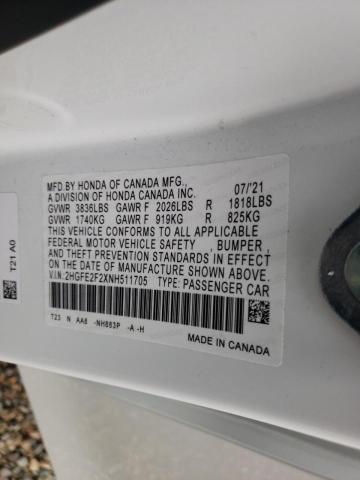 MFD.BY HONDA OF CANADA MFG., 07/'21
A DIVISION OF HONDA CANADA INC.
GVWR 3836LBS GAWR F 2026LBS R 1818LBS
GVWR 1740KG GAWR F 919KG R 825KG
THIS VEHICLE CONFORMS TO ALL APPLICABLE
FEDERAL MOTOR VEHICLE SAFETY, BUMPER,
AND THEFT PREVENTION STANDARDS IN EFFECT ON
THE DATE OF MANUFACTURE SHOWN ABOVE.
V.I.N.:2HGFE2F2XNH511705 TYPE: PASSENGER CAR
T23 N AA6 -NH883P -A -H
MADE IN CANADA
T21 A0